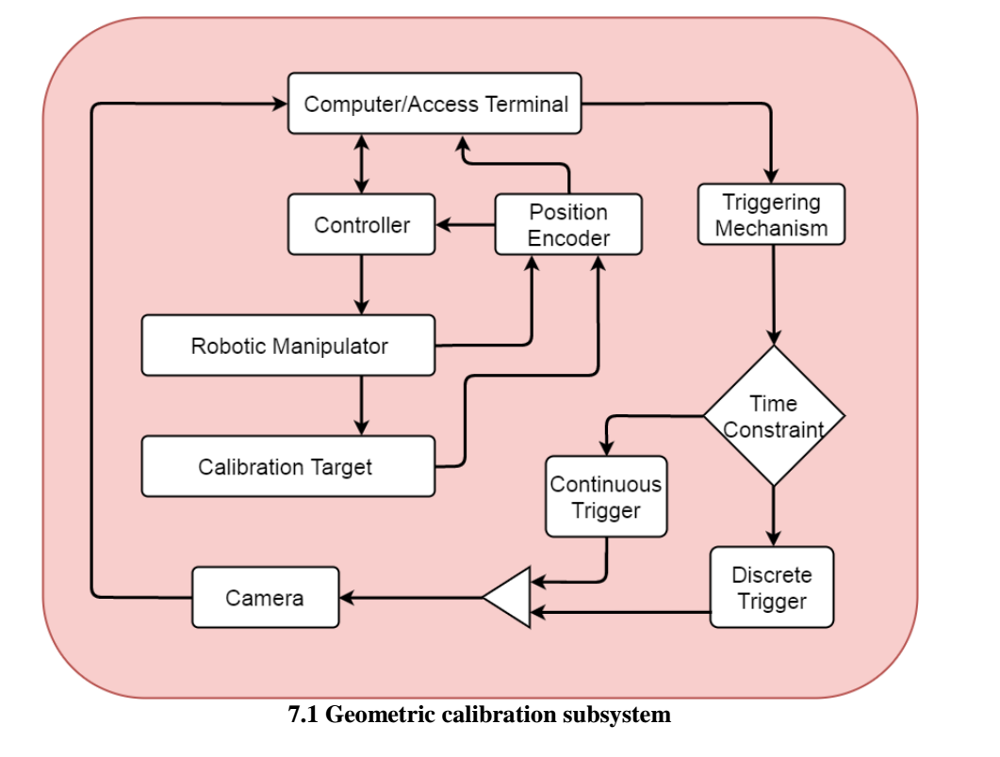 Computer/Access Terminal
Controller
Position
Encoder
Triggering
Mechanism
Robotic Manipulator
Time
Constraint
Calibration Target
Continuous
Trigger
Camera
Discrete
Trigger
7.1 Geometric calibration subsystem